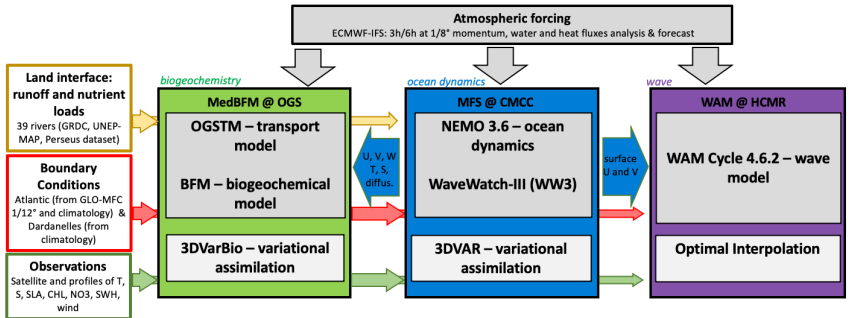 Atmospheric forcing
ECMWF-IFS: 3h/6h at 1/8° momentum, water and heat fluxes analysis & forecast
biogeochemistry
ocean dynamics
wave
Land interface:
runoff and nutrient
loads
39 rivers (GRDC, UNEP-
MAP, Perseus dataset)
Boundary
Conditions
Atlantic (from GLO-MFC
1/12° and climatology)  &
Dardanelles (from
climatology)
Observations
Satellite and profiles of T,
S, SLA, CHL, NO3, SWH,
wind
MedBFM @ OGS
OGSTM – transport
model
BFM – biogeochemical
model
3DVarBio – variational
assimilation
U, V, W
T, S,
diffus.
MFS @ CMCC
NEMO 3.6 – ocean
dynamics
WaveWatch-III (WW3)
3DVAR – variational
assimilation
surface
U and V
WAM @ HCMR
WAM Cycle 4.6.2 – wave
model
Optimal Interpolation